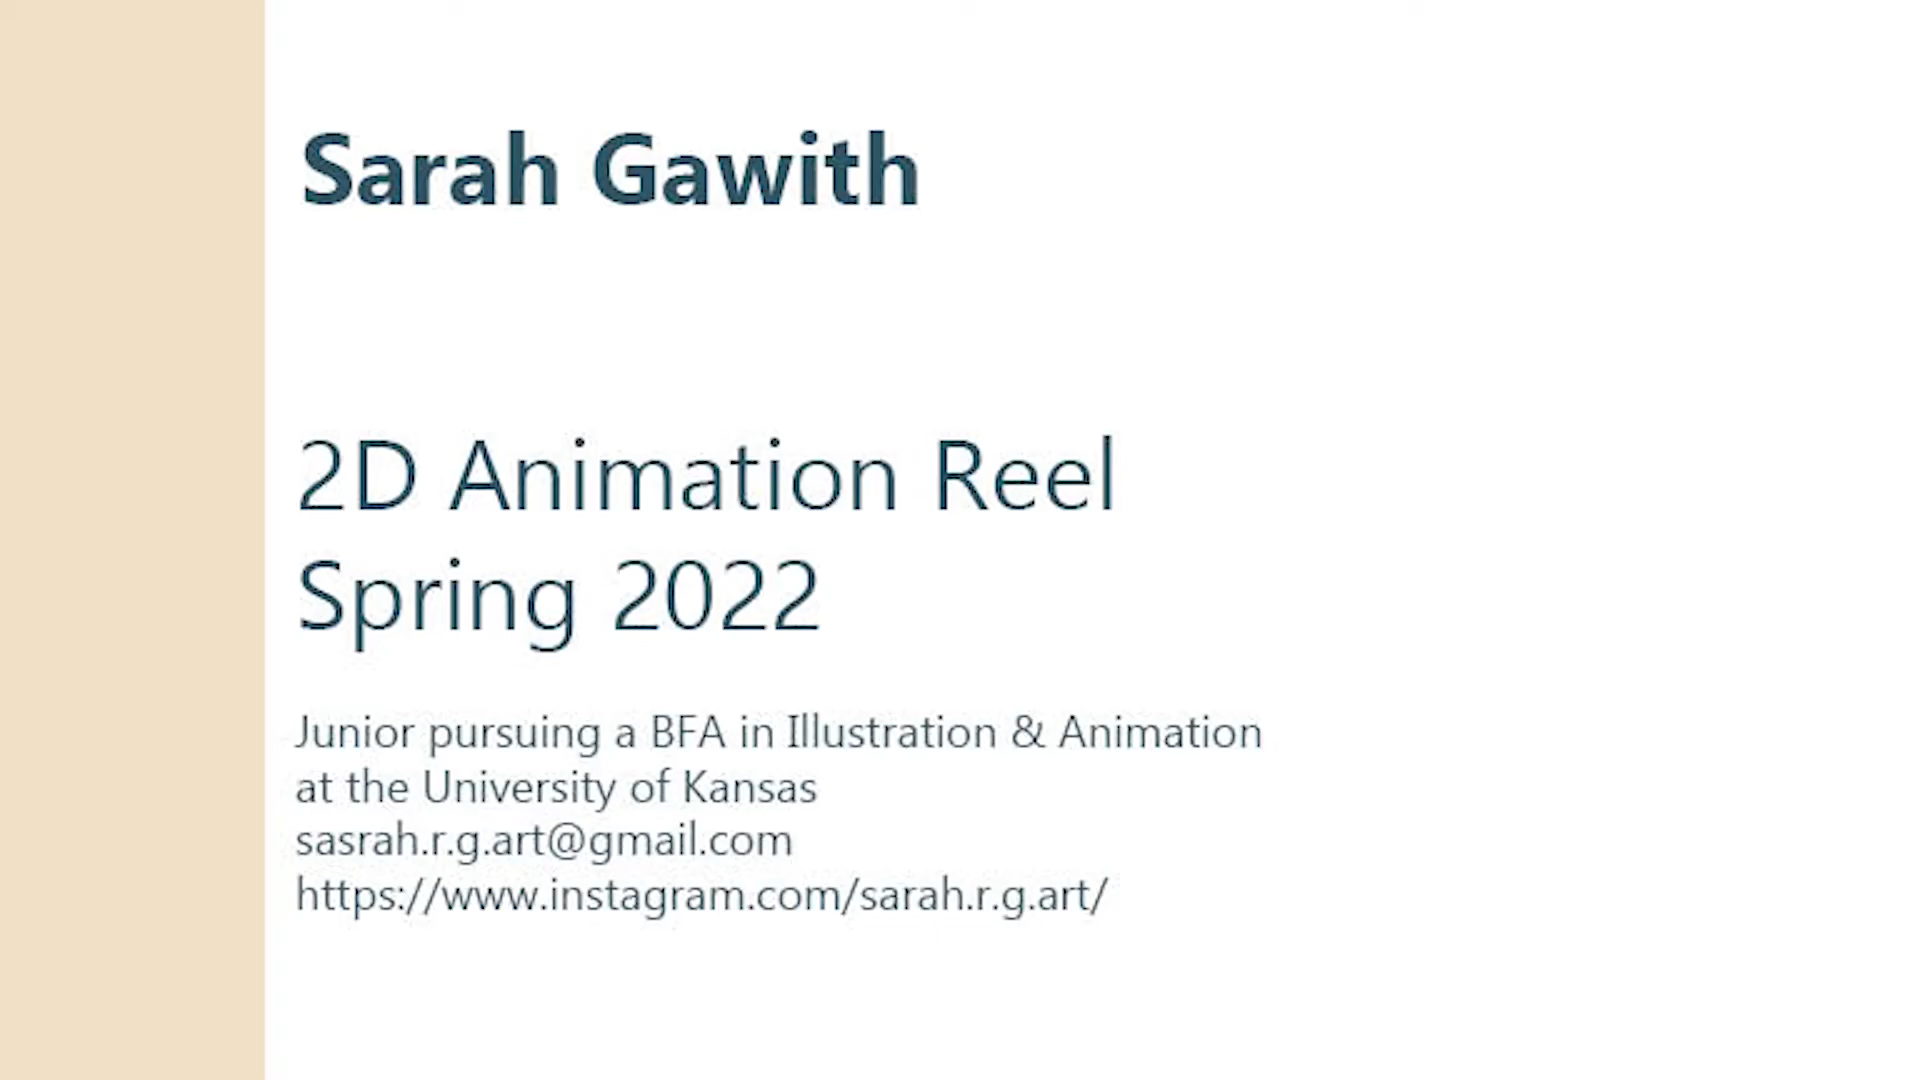 Sarah Gawith
2D Animation Reel
Spring 2022
Junior pursuing a BFA in Illustration & Animation
at the University of Kansas
sasrah.r.g.art@gmail.com
https://www.instagram.com/sarah.r.g.art/